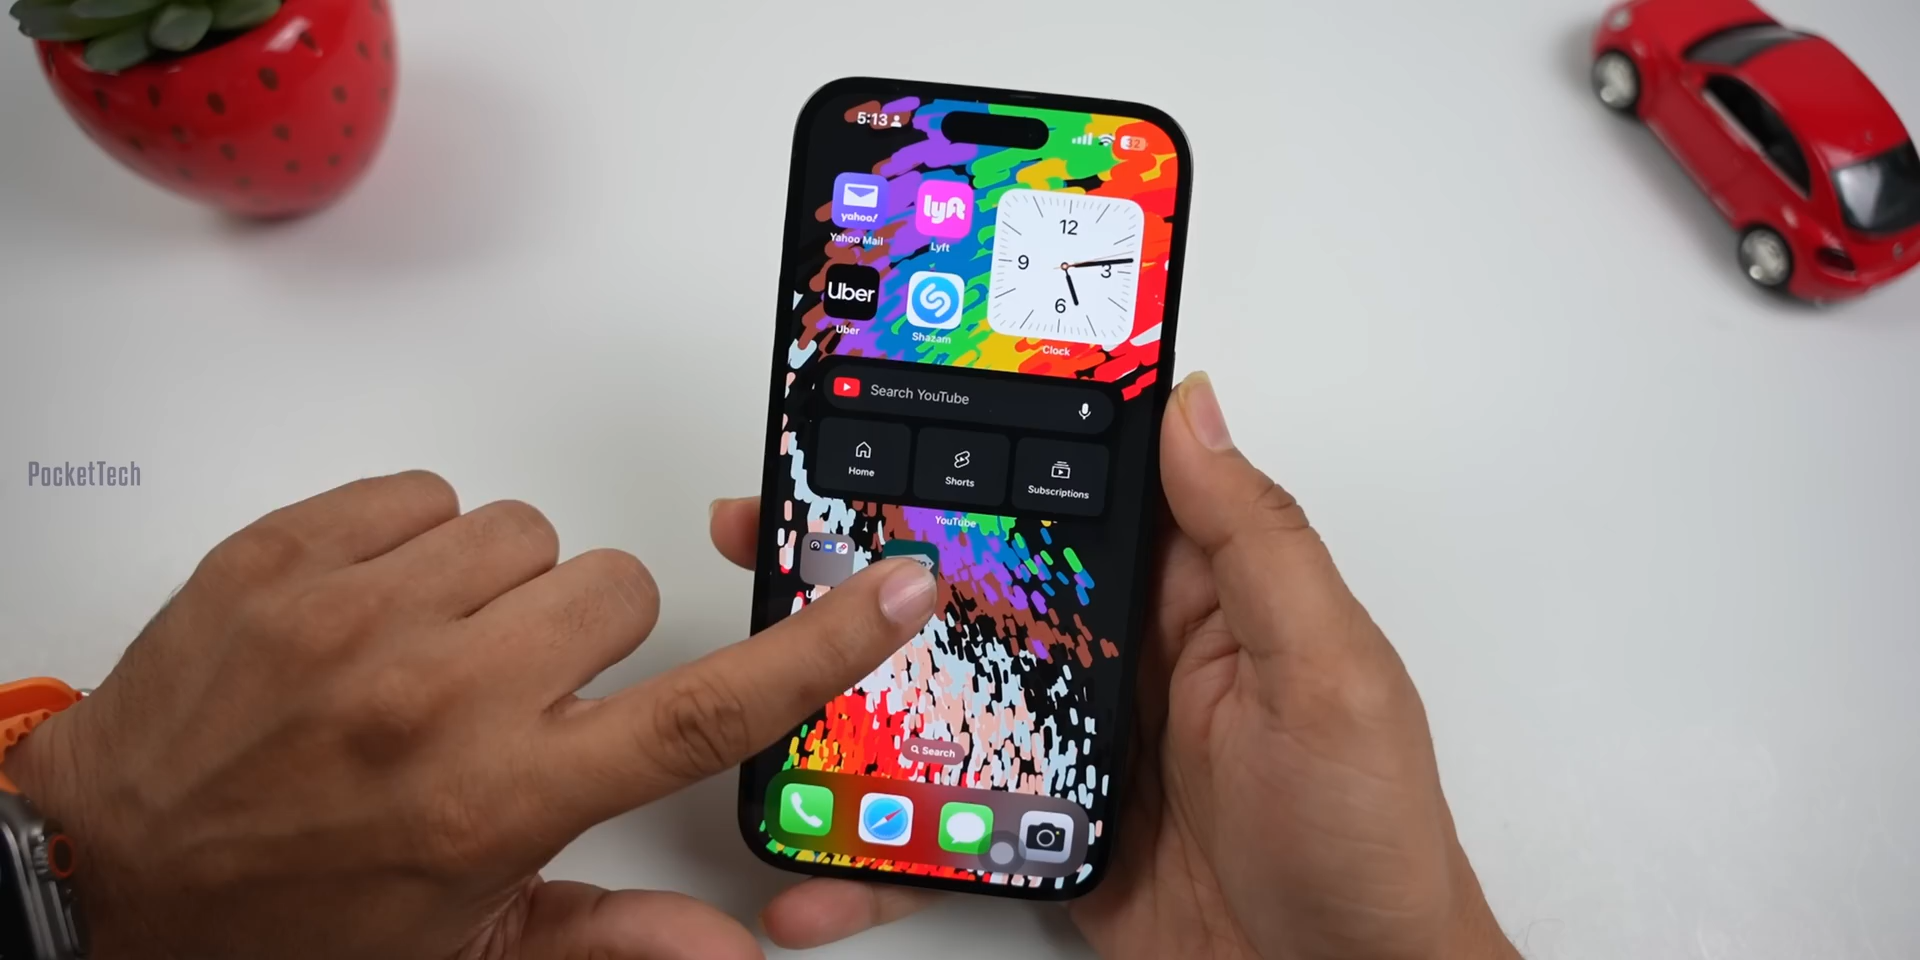 5:13
32
yahoo!
Yahoo Mail
lyft
Lyft
12
9
3
6
Clock
Uber
Uber
Shazam
Search YouTube
Home
Shorts
Subscriptions
YouTube
Search
PocketTech